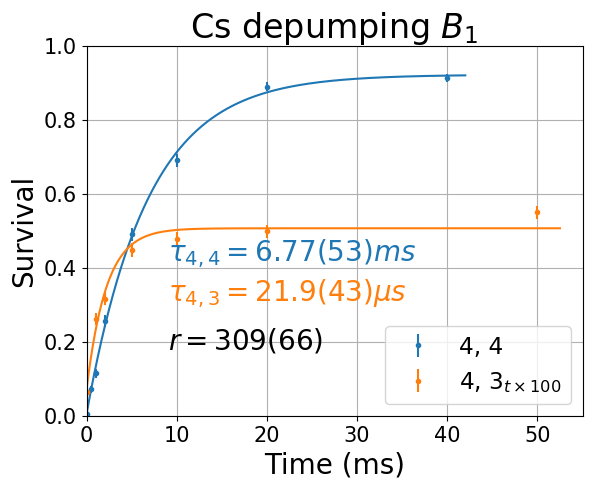 Cs depumping B₁
Survival
1.0
0.8
0.6
0.4
0.2
0.0
τ₄,₄ = 6.77(53)ms
τ₄,₃ = 21.9(43)μs
r = 309(66)
4, 4
4, 3ₜ×₁₀₀
0 10 20 30 40 50
Time (ms)